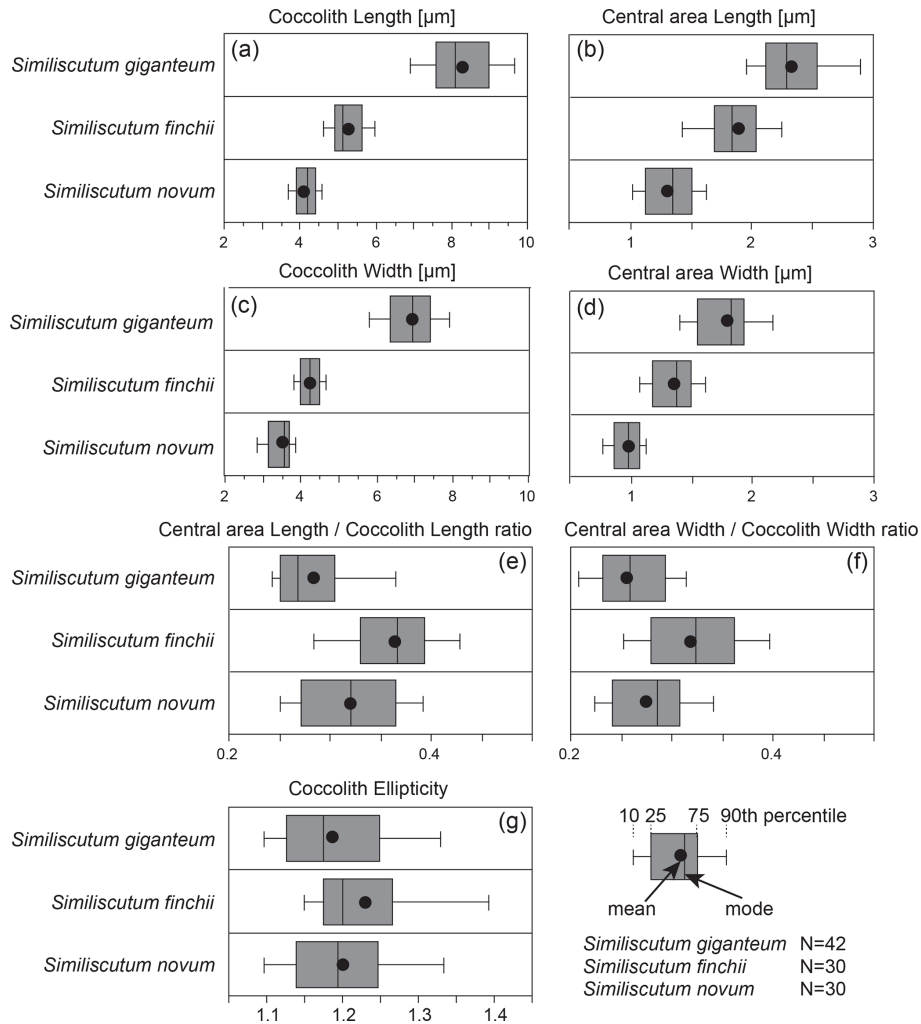 Coccolith Length [µm]
Central area Length [µm]
(a)
(b)
Similiscutum giganteum
Similiscutum finchii
Similiscutum novum
2 4 6 8 10
1 2 3
Coccolith Width [µm]
Central area Width [µm]
(c)
(d)
Similiscutum giganteum
Similiscutum finchii
Similiscutum novum
2 4 6 8 10
1 2 3
Central area Length / Coccolith Length ratio
Central area Width / Coccolith Width ratio
(e)
(f)
Similiscutum giganteum
Similiscutum finchii
Similiscutum novum
0.2 0.4
0.2 0.4
Coccolith Ellipticity
(g)
Similiscutum giganteum
Similiscutum finchii
Similiscutum novum
1.1 1.2 1.3 1.4
10 25 75 90th percentile
mean mode
Similiscutum giganteum N=42
Similiscutum finchii N=30
Similiscutum novum N=30